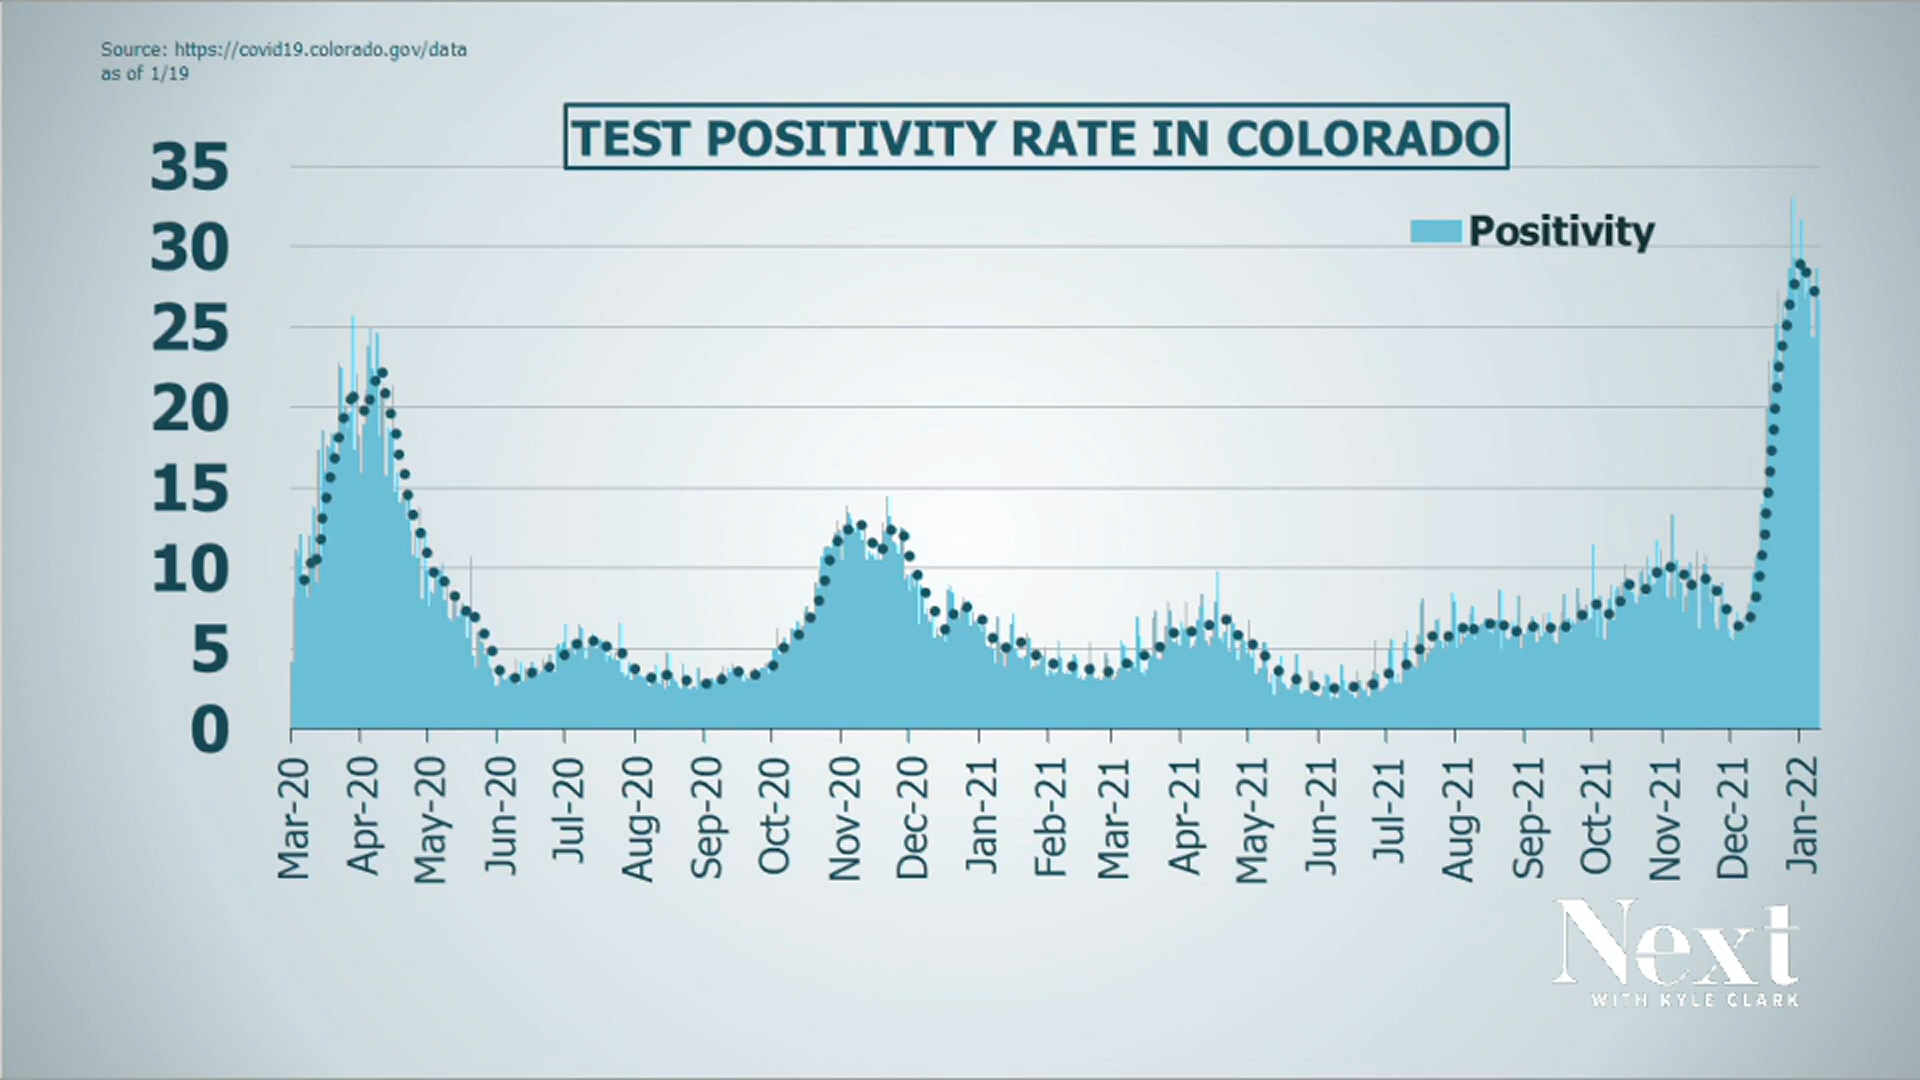 Source: https://covid19.colorado.gov/data
as of 1/19
TEST POSITIVITY RATE IN COLORADO
Positivity
35
30
25
20
15
10
5
0
Mar-20
Apr-20
May-20
Jun-20
Jul-20
Aug-20
Sep-20
Oct-20
Nov-20
Dec-20
Jan-21
Feb-21
Mar-21
Apr-21
May-21
Jun-21
Jul-21
Aug-21
Sep-21
Oct-21
Nov-21
Dec-21
Jan-22
Next
WITH KYLE CLARK